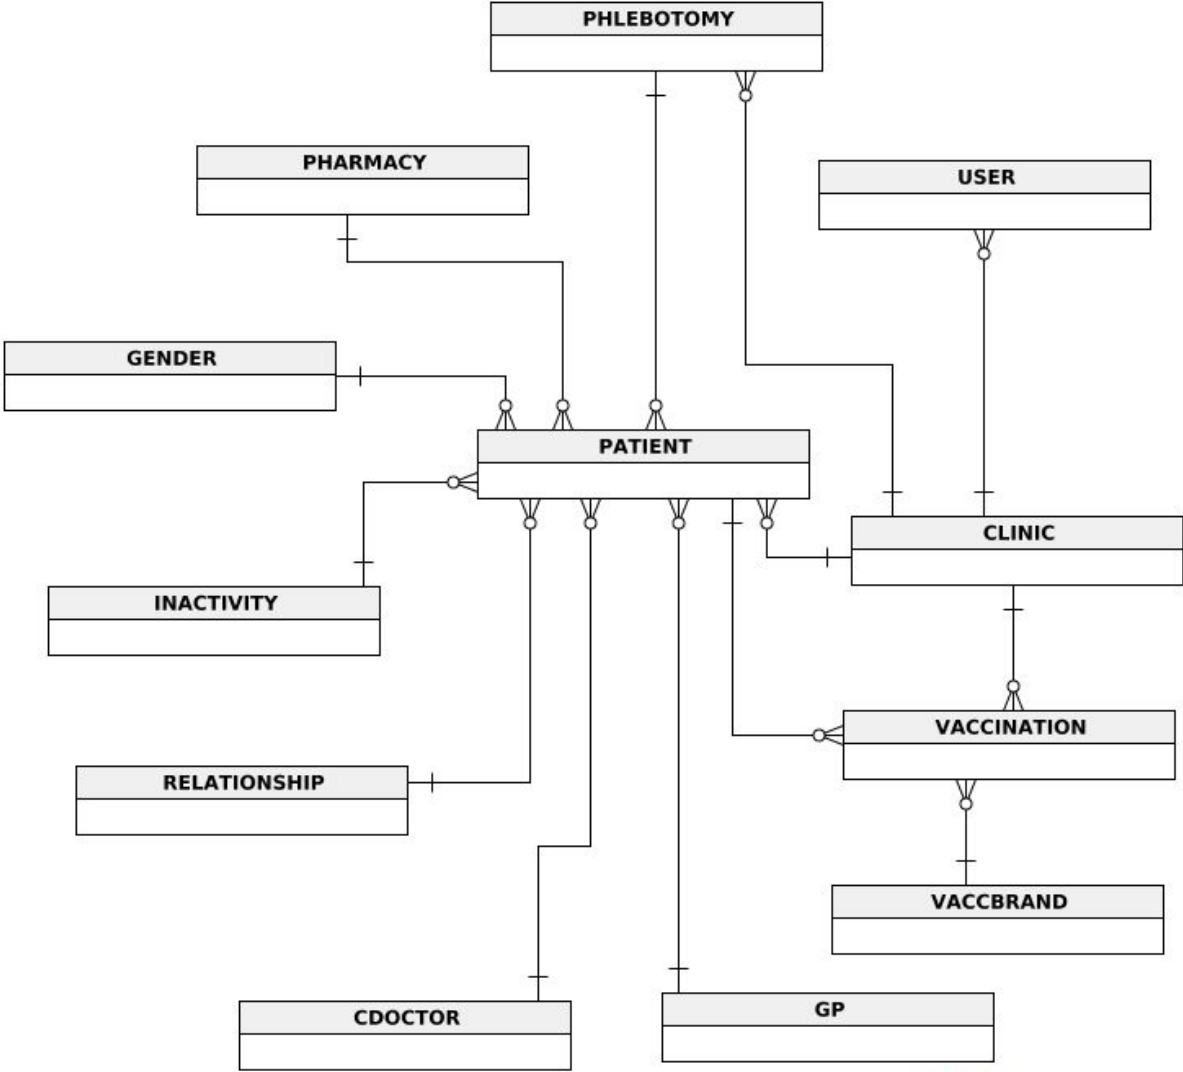 PHLEBOTOMY
PHARMACY
USER
GENDER
PATIENT
CLINIC
INACTIVITY
VACCINATION
RELATIONSHIP
VACCBRAND
CDOCTOR
GP